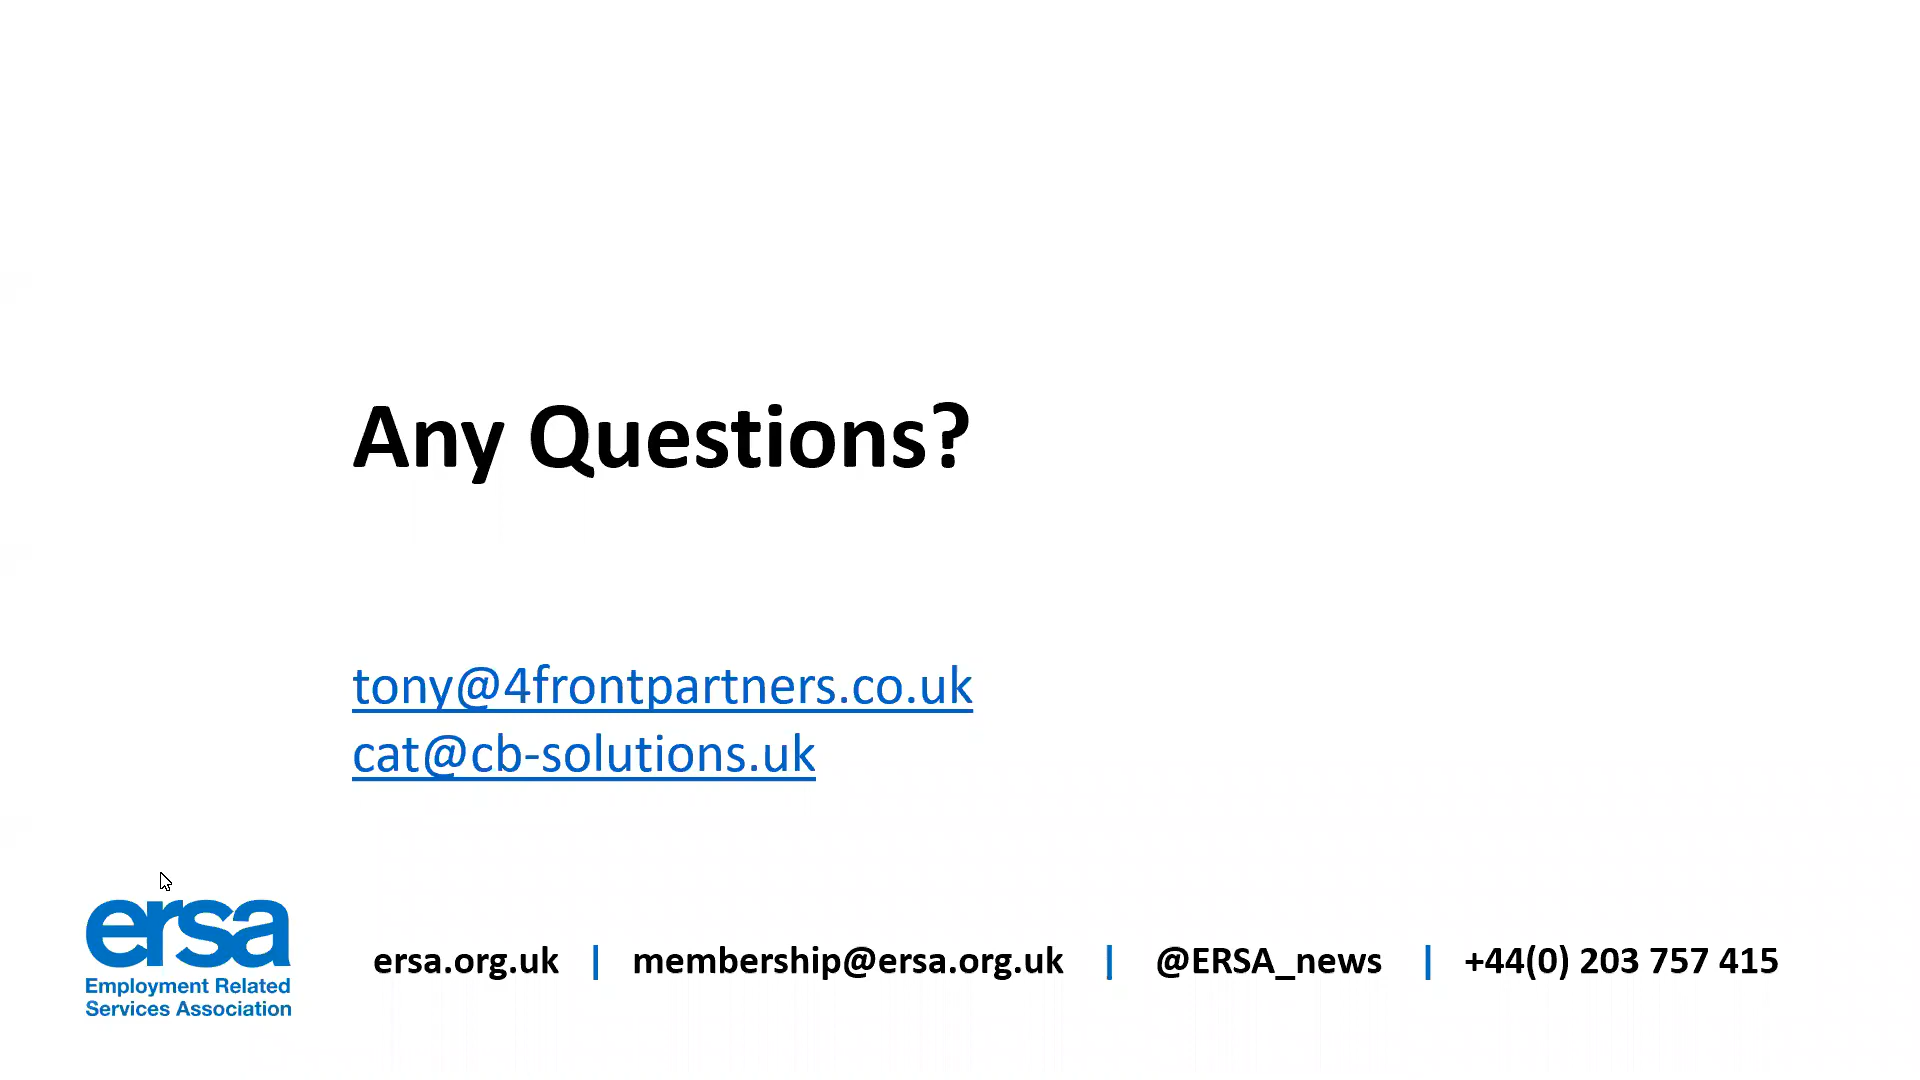 Any Questions?
tony@4frontpartners.co.uk
cat@cb-solutions.uk
ersa
Employment Related
Services Association
ersa.org.uk | membership@ersa.org.uk | @ERSA_news | +44(0) 203 757 415